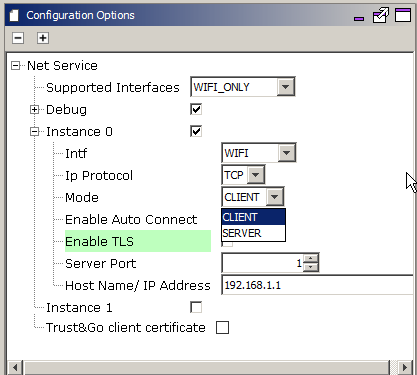 Configuration Options
Net Service
Supported Interfaces WIFI_ONLY
Debug
Instance 0
Intf WIFI
Ip Protocol TCP
Mode CLIENT
Enable Auto Connect CLIENT
Enable TLS SERVER
Server Port 1
Host Name/ IP Address 192.168.1.1
Instance 1
Trust&Go client certificate